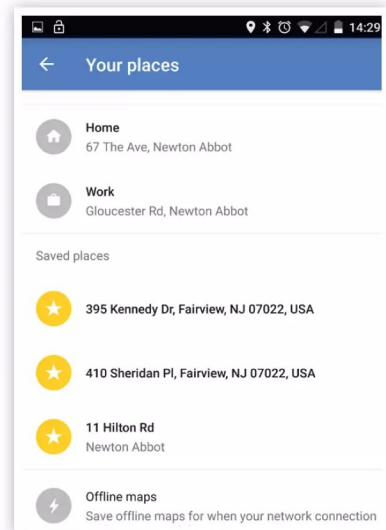 14:29
Your places
Home
67 The Ave, Newton Abbot
Work
Gloucester Rd, Newton Abbot
Saved places
395 Kennedy Dr, Fairview, NJ 07022, USA
410 Sheridan Pl, Fairview, NJ 07022, USA
11 Hilton Rd
Newton Abbot
Offline maps
Save offline maps for when your network connection